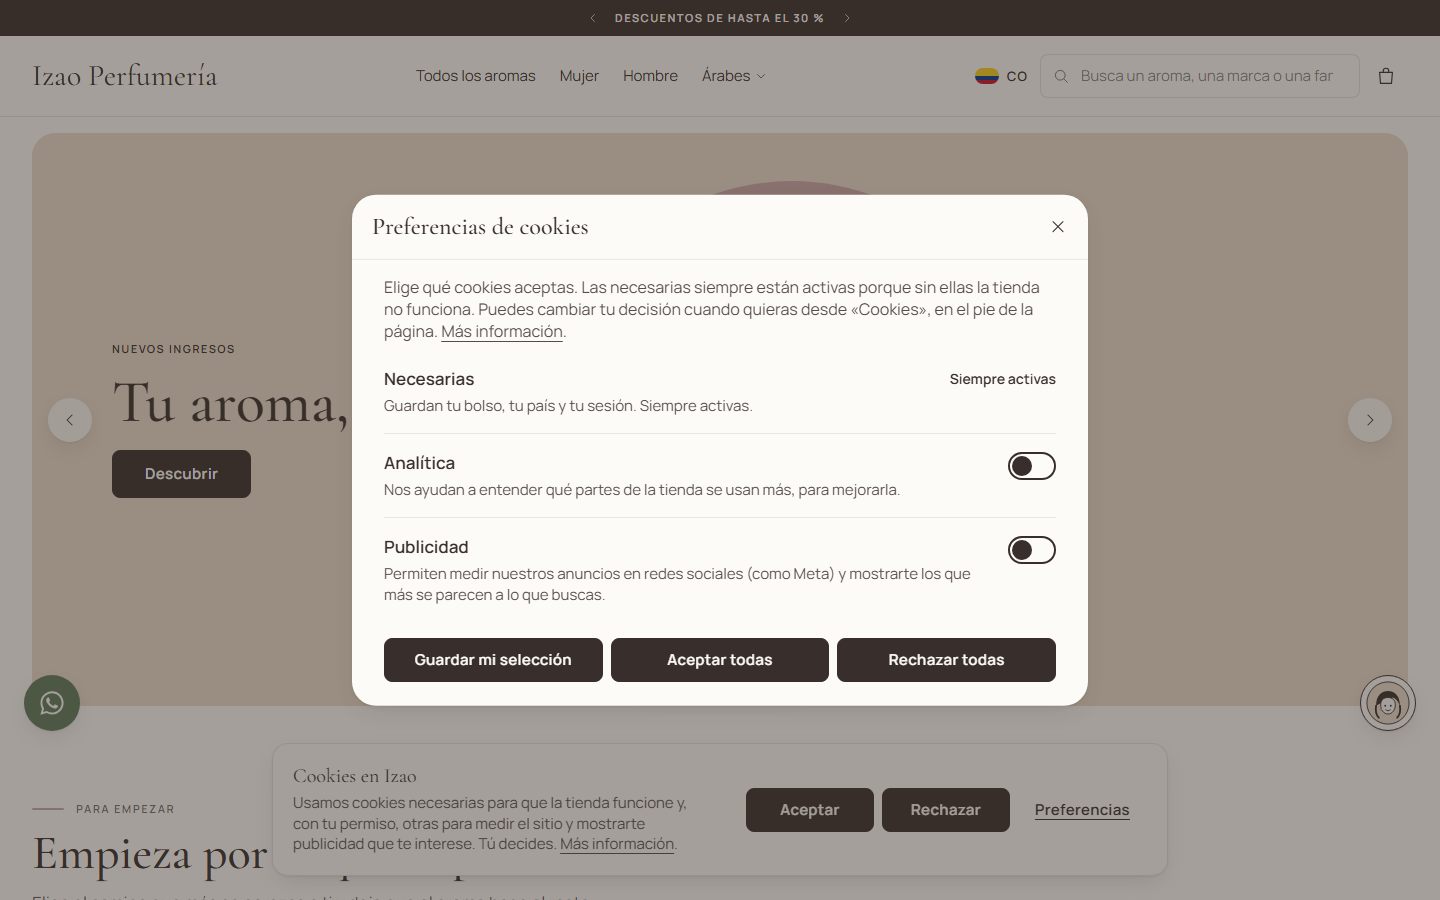 DESCUENTOS DE HASTA EL 30 %
Izao Perfumería
Todos los aromas
Mujer
Hombre
Árabes
CO
Busca un aroma, una marca o una far
Preferencias de cookies
Elige qué cookies aceptas. Las necesarias siempre están activas porque sin ellas la tienda
no funciona. Puedes cambiar tu decisión cuando quieras desde «Cookies», en el pie de la
página. Más información.
Necesarias
Siempre activas
Guardan tu bolso, tu país y tu sesión. Siempre activas.
Analítica
Nos ayudan a entender qué partes de la tienda se usan más, para mejorarla.
Publicidad
Permiten medir nuestros anuncios en redes sociales (como Meta) y mostrarte los que
más se parecen a lo que buscas.
Guardar mi selección
Aceptar todas
Rechazar todas
NUEVOS INGRESOS
Tu aroma,
Descubrir
Cookies en Izao
Usamos cookies necesarias para que la tienda funcione y,
con tu permiso, otras para medir el sitio y mostrarte
publicidad que te interese. Tú decides. Más información.
Aceptar
Rechazar
Preferencias
PARA EMPEZAR
Empieza por